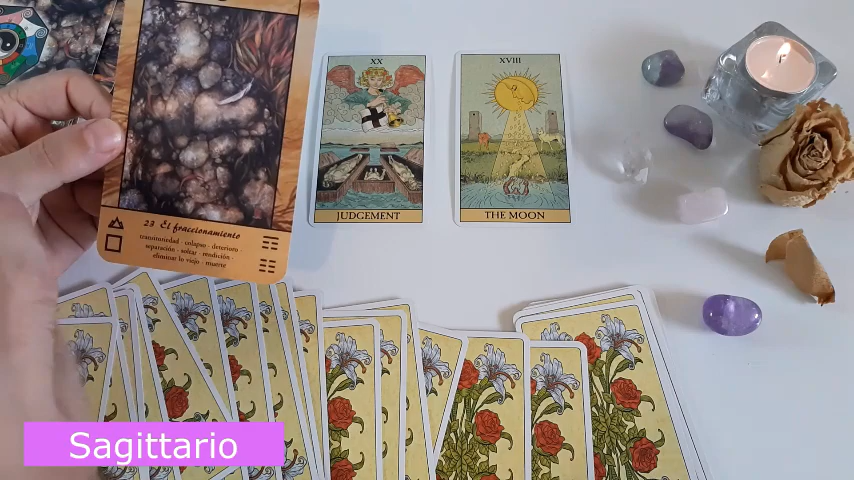 XX
JUDGEMENT
XVIII
THE MOON
23 El fraccionamiento
transitoriedad · colapso · deterioro ·
separación · soltar · rendición ·
eliminar lo viejo · muerte
Sagittario